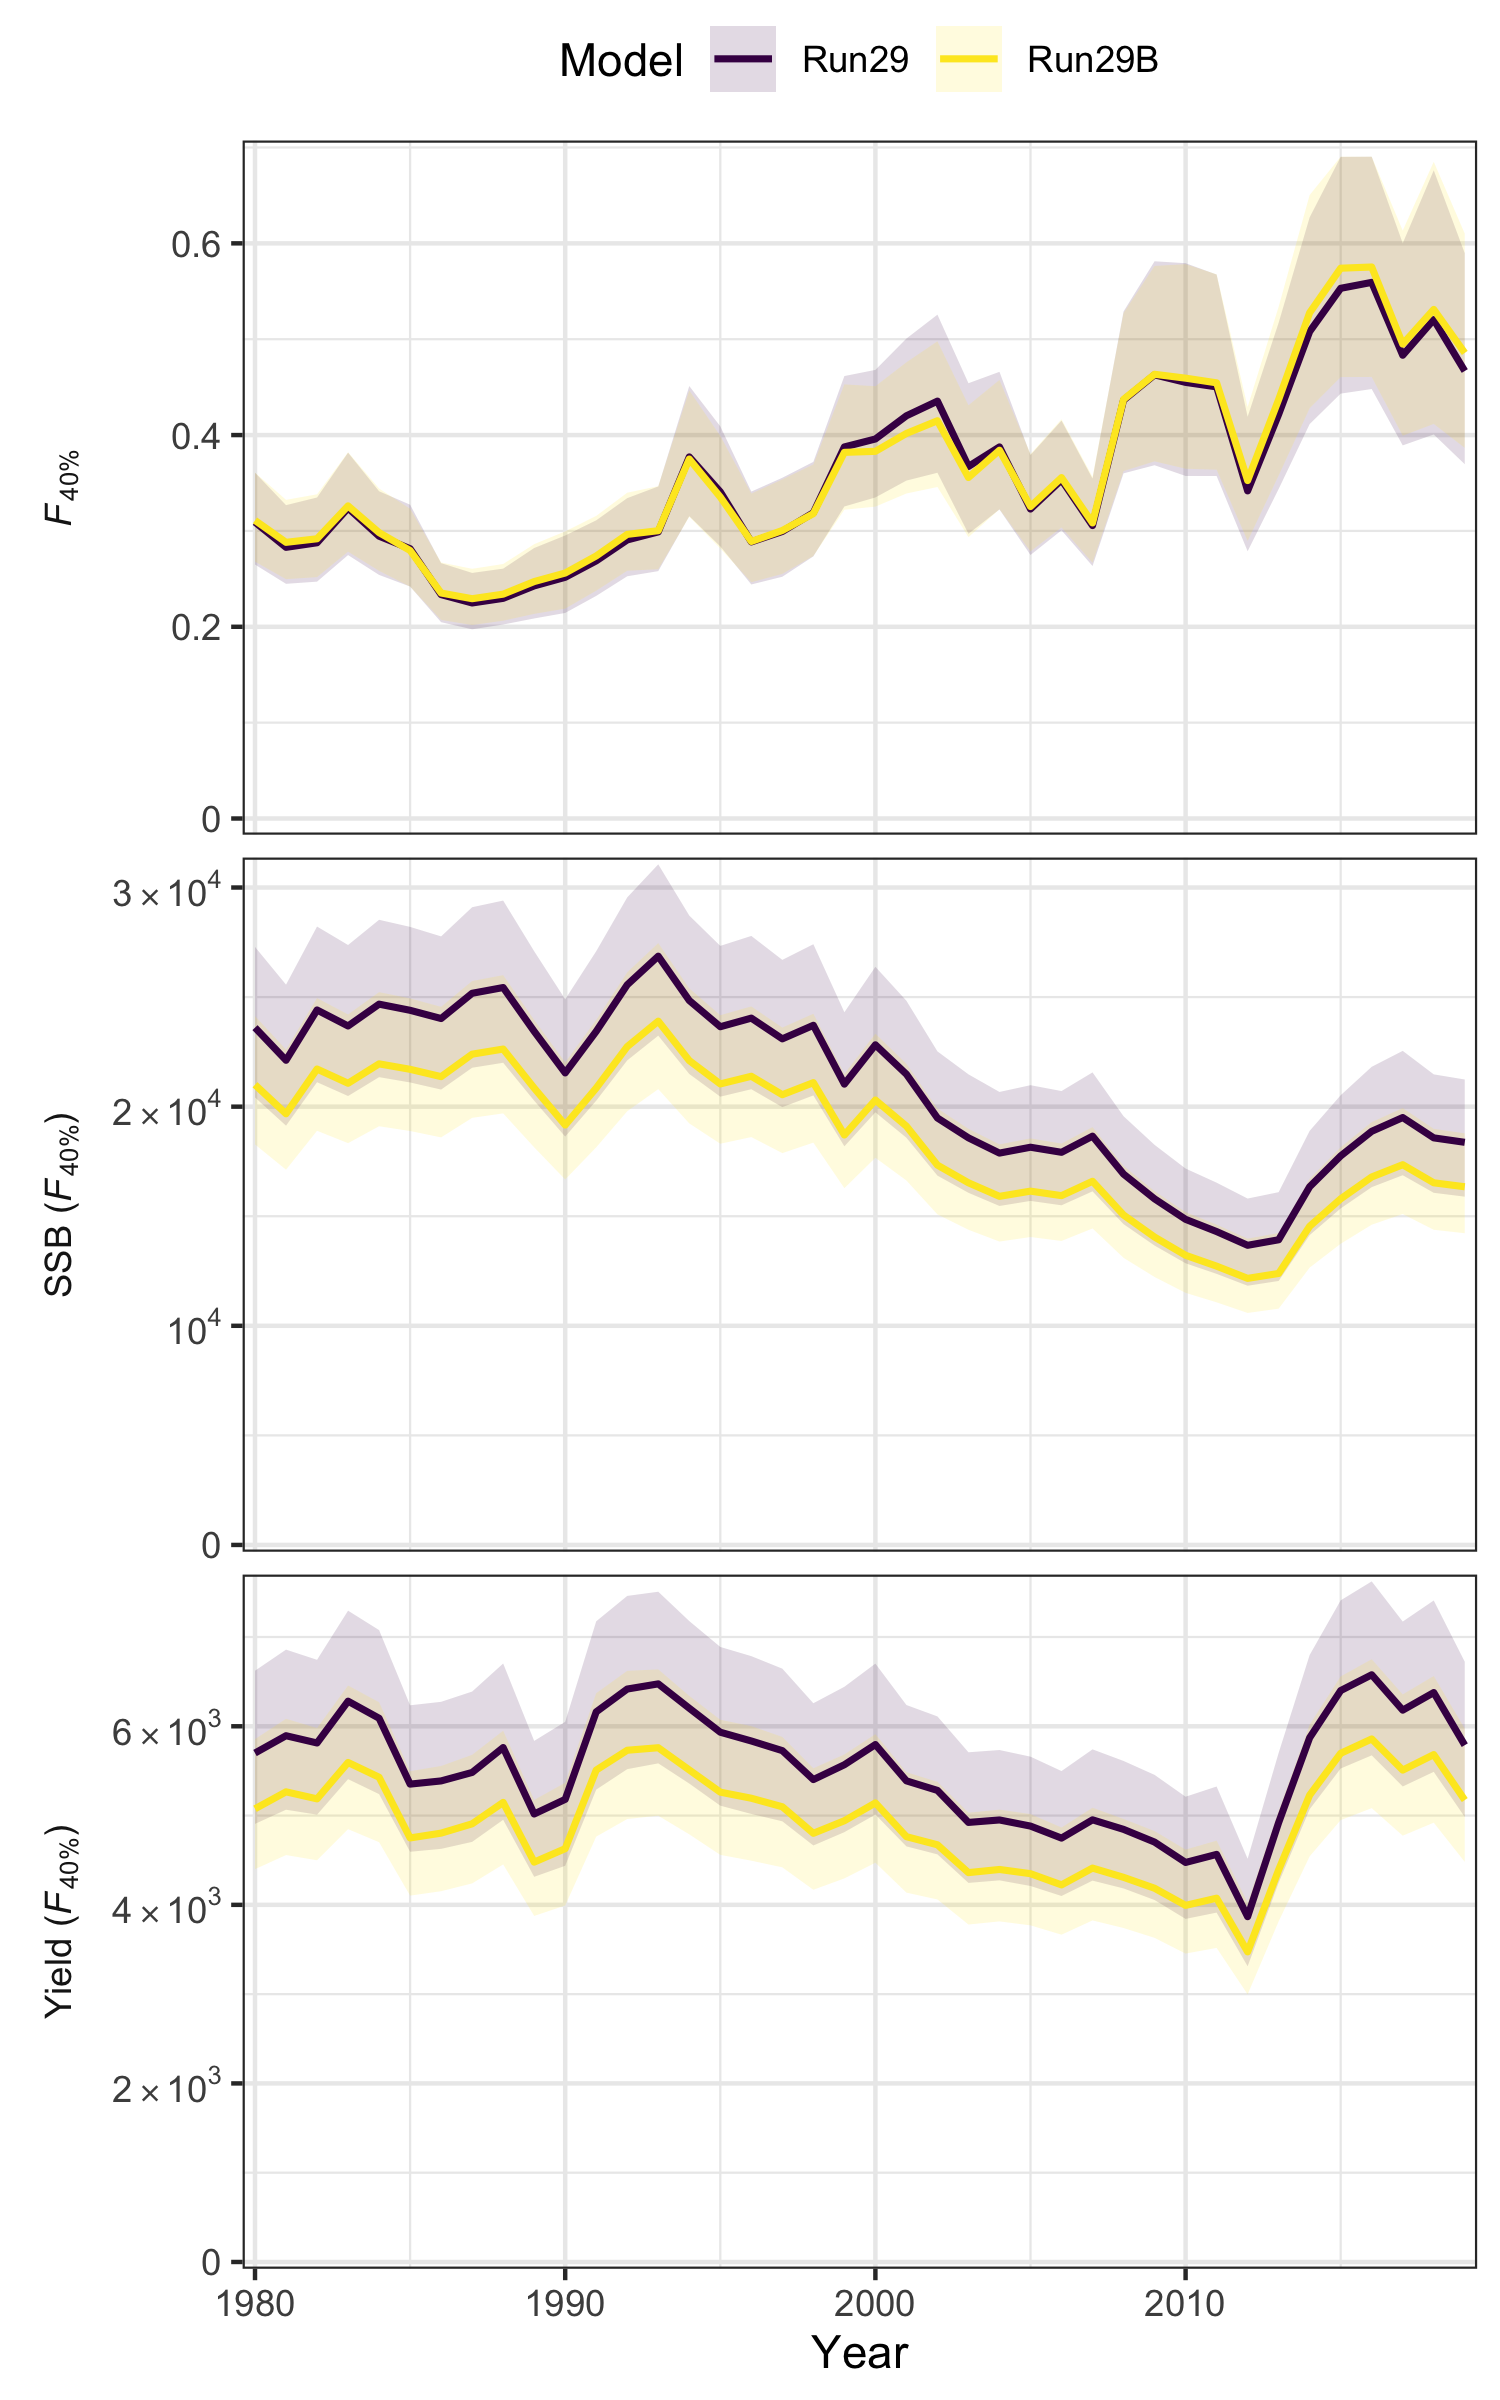 Model Run29 Run29B
F40%
0.6
0.4
0.2
0
SSB (F40%)
3 × 10⁴
2 × 10⁴
10⁴
0
Yield (F40%)
6 × 10³
4 × 10³
2 × 10³
0
1980 1990 2000 2010
Year